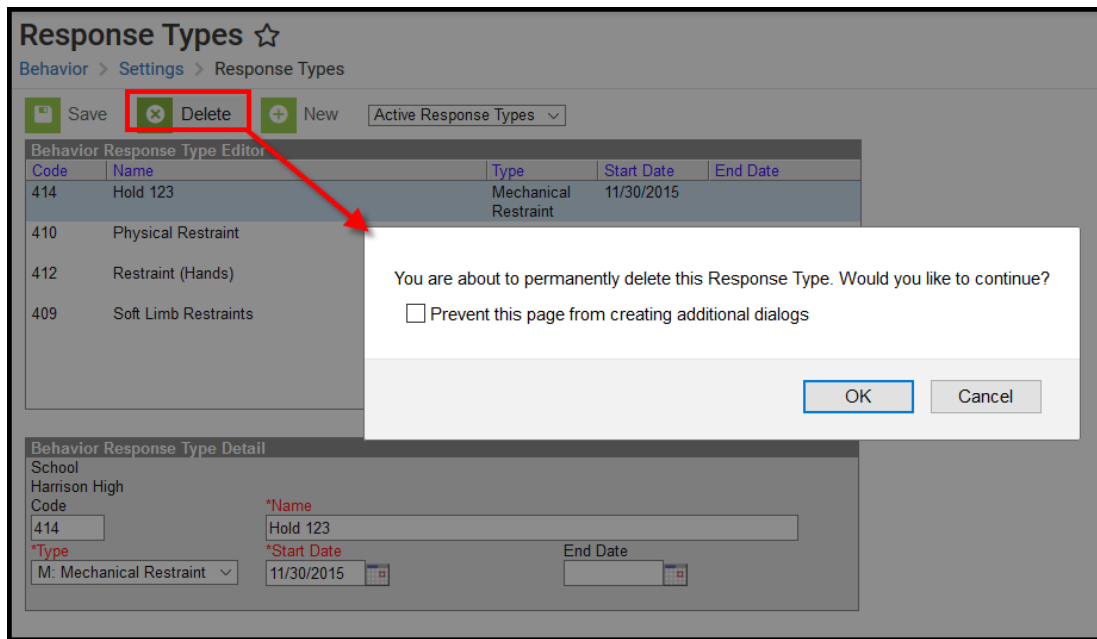 Response Types
Behavior > Settings > Response Types
Save Delete New Active Response Types
Behavior Response Type Editor
Code Name Type Start Date End Date
414 Hold 123 Mechanical Restraint 11/30/2015
410 Physical Restraint
412 Restraint (Hands)
409 Soft Limb Restraints
You are about to permanently delete this Response Type. Would you like to continue?
Prevent this page from creating additional dialogs
OK Cancel
Behavior Response Type Detail
School
Harrison High
Code *Name
414 Hold 123
*Type *Start Date End Date
M: Mechanical Restraint 11/30/2015